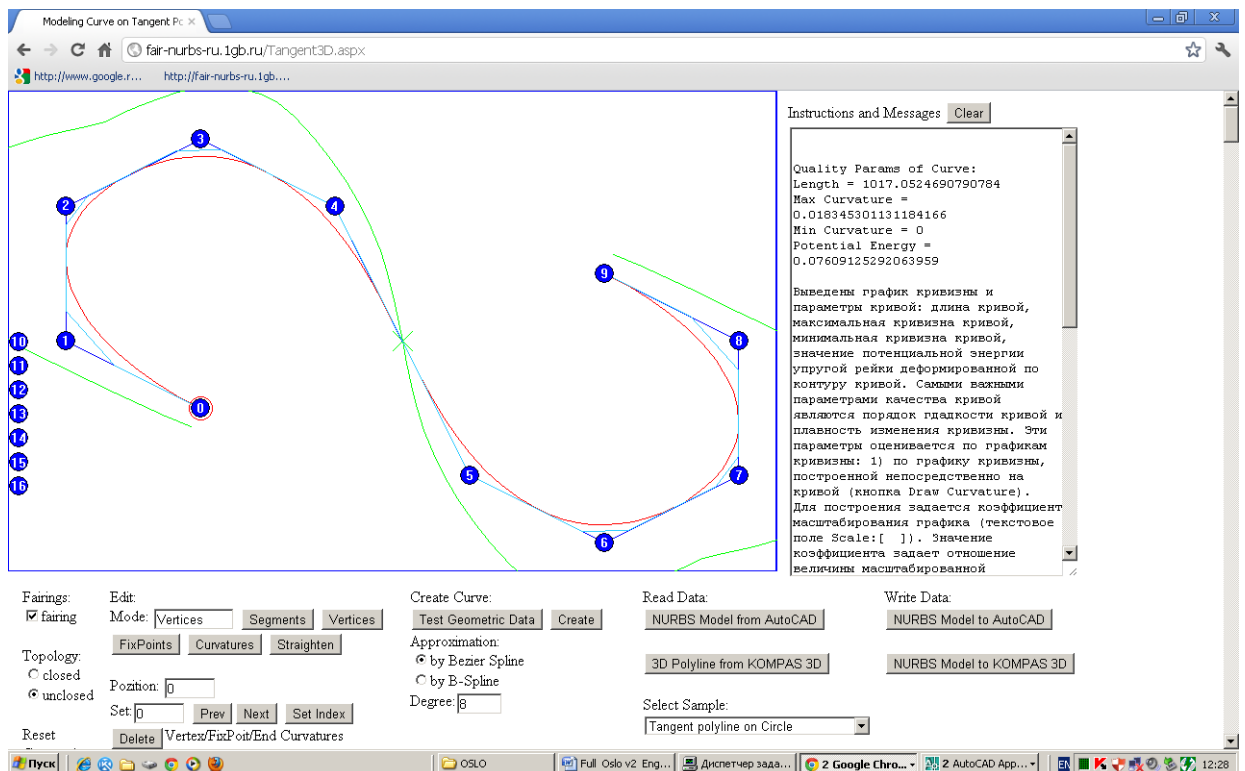 Modeling Curve on Tangent Po
fair-nurbs-ru.1gb.ru/Tangent3D.aspx
http://www.google.r...
http://fair-nurbs-ru.1gb....
3
2
4
9
10
1
8
11
12
0
13
14
15
5
7
16
6
Instructions and Messages
Clear
Quality Params of Curve:
Length = 1017.0524690790784
Max Curvature =
0.018345301131184166
Min Curvature = 0
Potential Energy =
0.07609125292063959
Выведены график кривизны и
параметры кривой: длина кривой,
максимальная кривизна кривой,
минимальная кривизна кривой,
значение потенциальной энергии
упругой рейки деформированной по
контуру кривой. Самыми важными
параметрами качества кривой
являются порядок гдадкости кривой и
плавность изменения кривизны. Эти
параметры оценивается по графикам
кривизны: 1) по графику кривизны,
построенной непосредственно на
кривой (кнопка Draw Curvature).
Для построения задается коэффициент
масштабирования графика (текстовое
поле Scale:[ ]). Значение
коэффициента задает отношение
величины масштабированной
Fairings:
fairing
Topology:
closed
unclosed
Reset
Edit:
Mode: Vertices Segments Vertices
FixPoints Curvatures Straighten
Pozition: 0
Set: 0 Prev Next Set Index
Delete Vertex/FixPoit/End Curvatures
Create Curve:
Test Geometric Data Create
Approximation:
by Bezier Spline
by B-Spline
Degree: 8
Read Data:
NURBS Model from AutoCAD
3D Polyline from KOMPAS 3D
Select Sample:
Tangent polyline on Circle
Write Data:
NURBS Model to AutoCAD
NURBS Model to KOMPAS 3D
Пуск
OSLO
Full Oslo v2 Eng...
Диспетчер зада...
2 Google Chro...
2 AutoCAD App...
EN
12:28